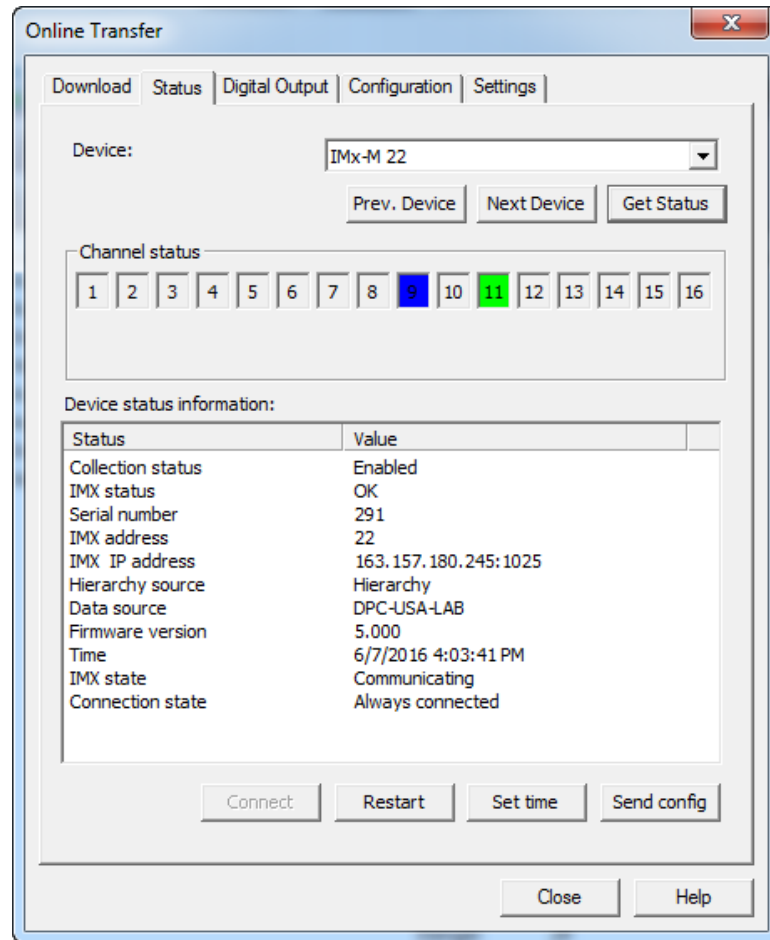 Online Transfer
Download Status Digital Output Configuration Settings
Device: IMx-M 22
Prev. Device Next Device Get Status
Channel status
1 2 3 4 5 6 7 8 9 10 11 12 13 14 15 16
Device status information:
Status Value
Collection status Enabled
IMX status OK
Serial number 291
IMX address 22
IMX IP address 163.157.180.245:1025
Hierarchy source Hierarchy
Data source DPC-USA-LAB
Firmware version 5.000
Time 6/7/2016 4:03:41 PM
IMX state Communicating
Connection state Always connected
Connect Restart Set time Send config
Close Help